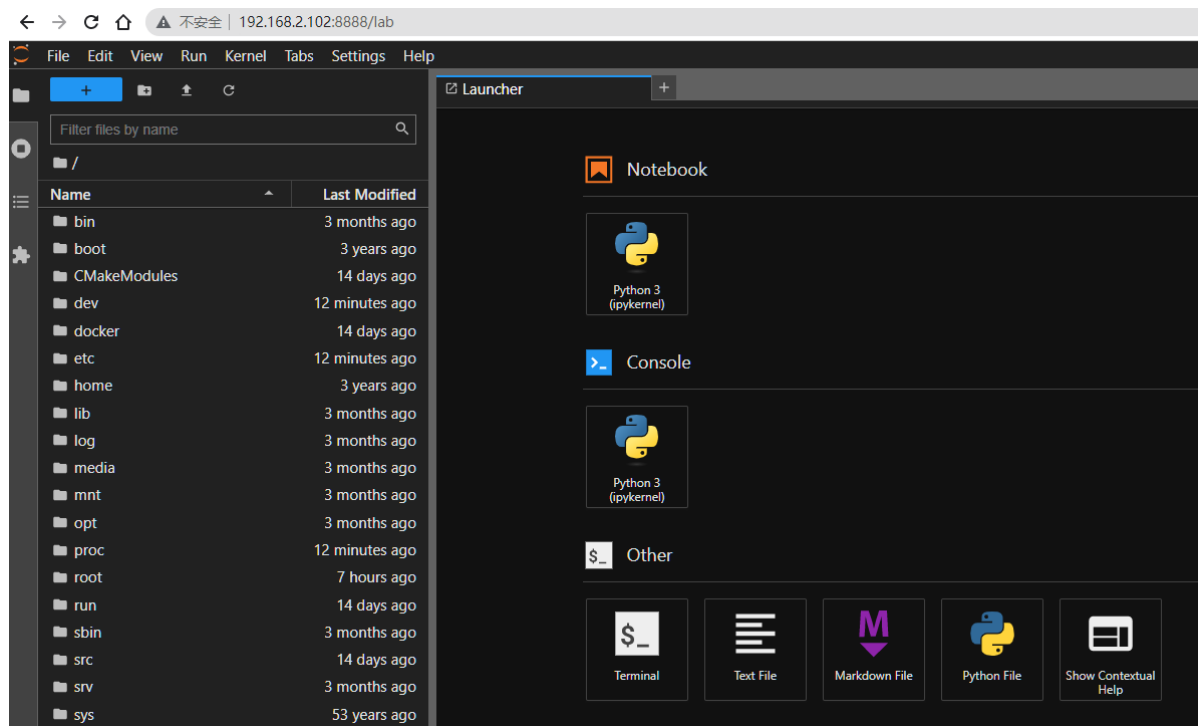 不安全 | 192.168.2.102:8888/lab
File Edit View Run Kernel Tabs Settings Help
+
Launcher
+
Filter files by name
/
Name Last Modified
bin 3 months ago
boot 3 years ago
CMakeModules 14 days ago
dev 12 minutes ago
docker 14 days ago
etc 12 minutes ago
home 3 years ago
lib 3 months ago
log 3 months ago
media 3 months ago
mnt 3 months ago
opt 3 months ago
proc 12 minutes ago
root 7 hours ago
run 14 days ago
sbin 3 months ago
src 14 days ago
srv 3 months ago
sys 53 years ago
Notebook
Python 3
(ipykernel)
>_ Console
Python 3
(ipykernel)
$_ Other
$_
Terminal
Text File
M
Markdown File
Python File
Show Contextual
Help